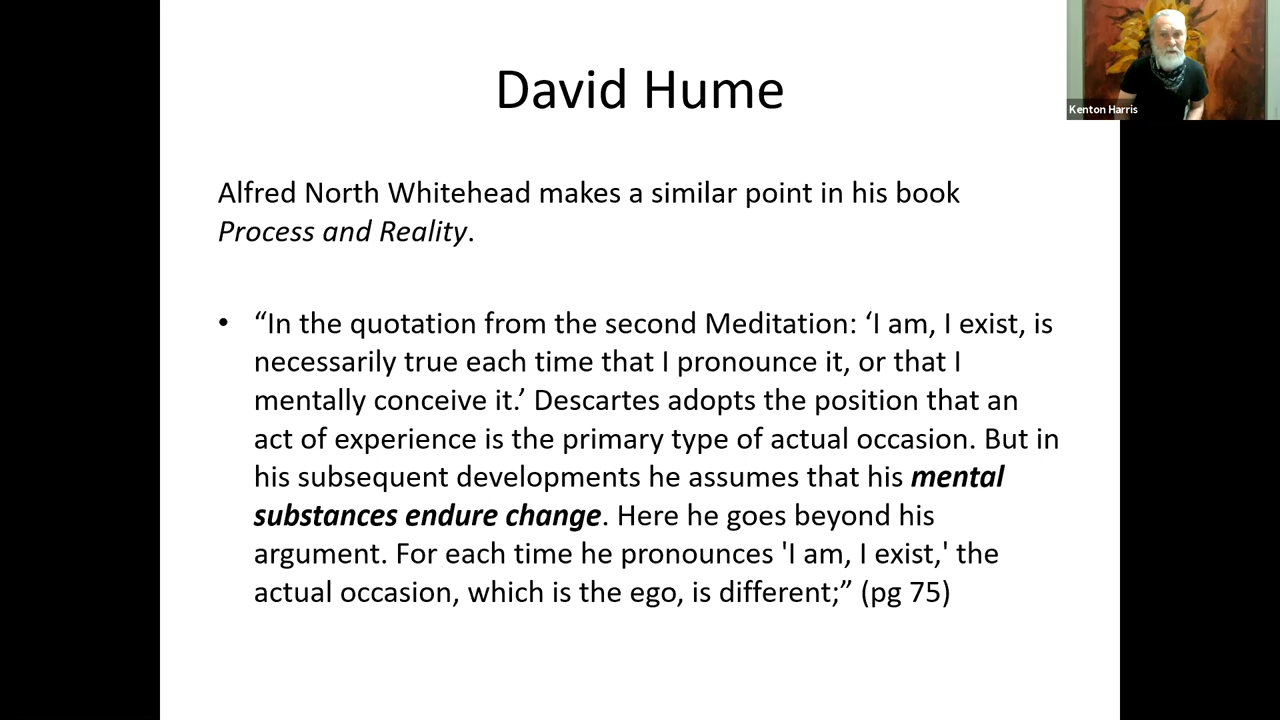 David Hume
Kenton Harris
Alfred North Whitehead makes a similar point in his book
Process and Reality.
• “In the quotation from the second Meditation: ‘I am, I exist, is
necessarily true each time that I pronounce it, or that I
mentally conceive it.’ Descartes adopts the position that an
act of experience is the primary type of actual occasion. But in
his subsequent developments he assumes that his mental
substances endure change. Here he goes beyond his
argument. For each time he pronounces 'I am, I exist,' the
actual occasion, which is the ego, is different;” (pg 75)